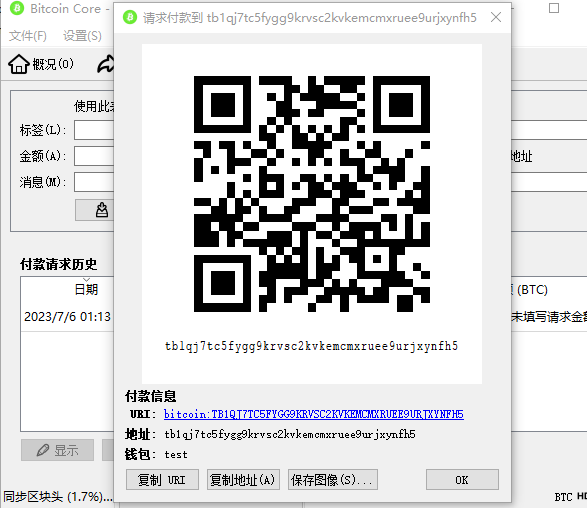 Bitcoin Core -
请求付款到 tb1qj7tc5fygg9krvsc2kvkemcmxruee9urjxynfh5
文件(F) 设置(S)
概况(O)
使用此表
标签(L):
金额(A):
地址
消息(M):
tb1qj7tc5fygg9krvsc2kvkemcmxruee9urjxynfh5
付款请求历史
日期
(BTC)
2023/7/6 01:13
未填写请求金额
付款信息
URI: bitcoin:TB1QJ7TC5FYGG9KRVSC2KVKEMCMXRUEE9URJXYNFH5
地址: tb1qj7tc5fygg9krvsc2kvkemcmxruee9urjxynfh5
钱包: test
显示
复制 URI 复制地址(A) 保存图像(S)... OK
同步区块头 (1.7%)...
BTC HD